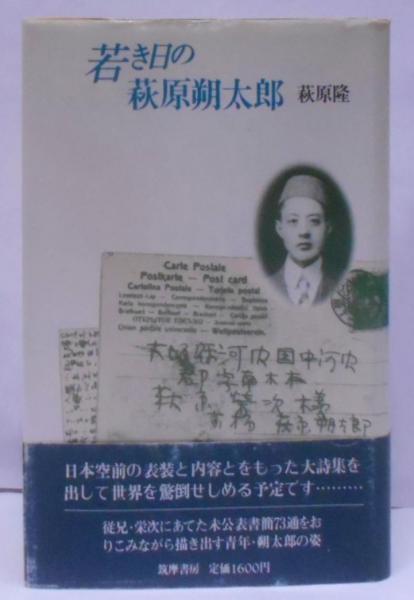 若き日の
萩原朔太郎 萩原隆
Carte Postale
Postkarte — Post card
Cartolina Postale — Tarjeta postal
Union postale universelle — Weltpostverein.
大阪府河内国中河内
萩原栄次様
前橋 萩原朔太郎
日本空前の表装と内容とをもった大詩集を
出して世界を驚倒せしめる予定です………
従兄・栄次にあてた未公表書簡73通をお
りこみながら描き出す青年・朔太郎の姿
筑摩書房 定価1600円